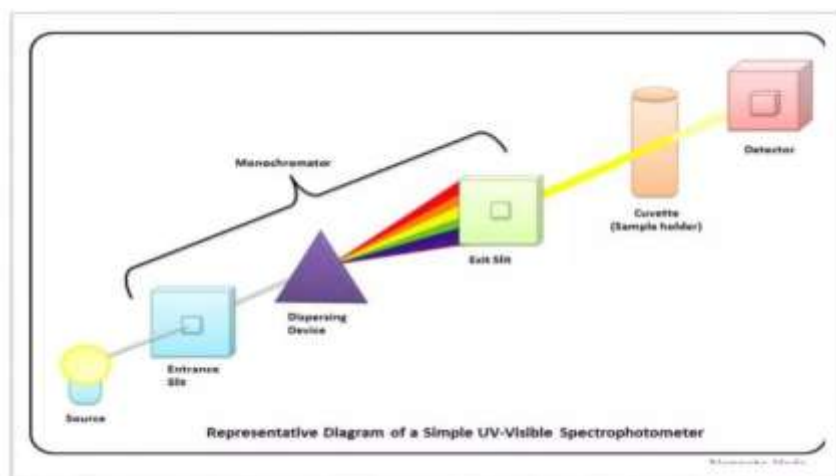 Monochromator
Detector
Cuvette
(Sample holder)
Exit Slit
Dispersing
Device
Entrance
Slit
Source
Representative Diagram of a Simple UV-Visible Spectrophotometer